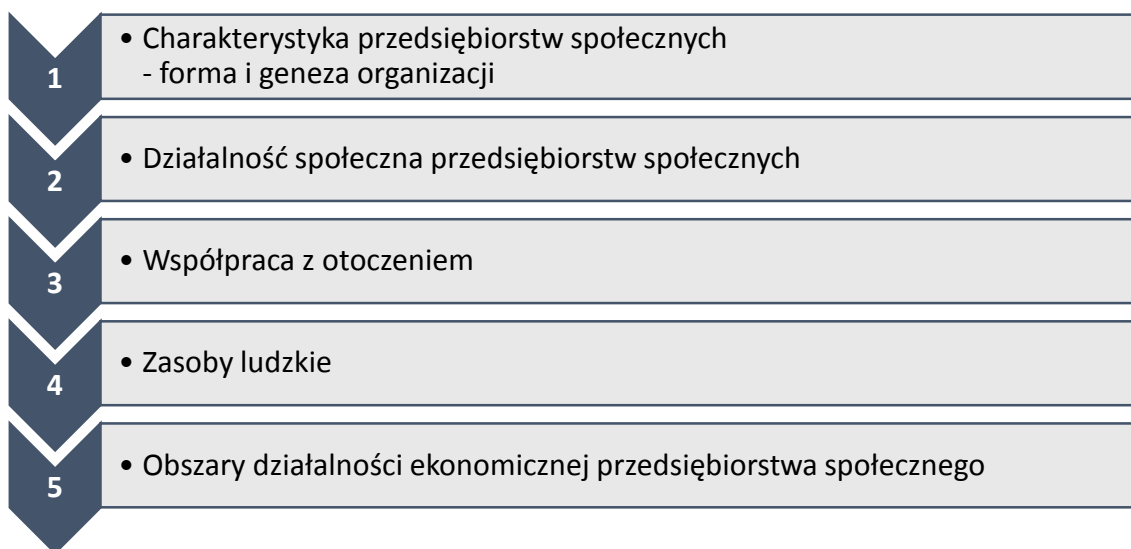 1
• Charakterystyka przedsiębiorstw społecznych
- forma i geneza organizacji
2
• Działalność społeczna przedsiębiorstw społecznych
3
• Współpraca z otoczeniem
4
• Zasoby ludzkie
5
• Obszary działalności ekonomicznej przedsiębiorstwa społecznego